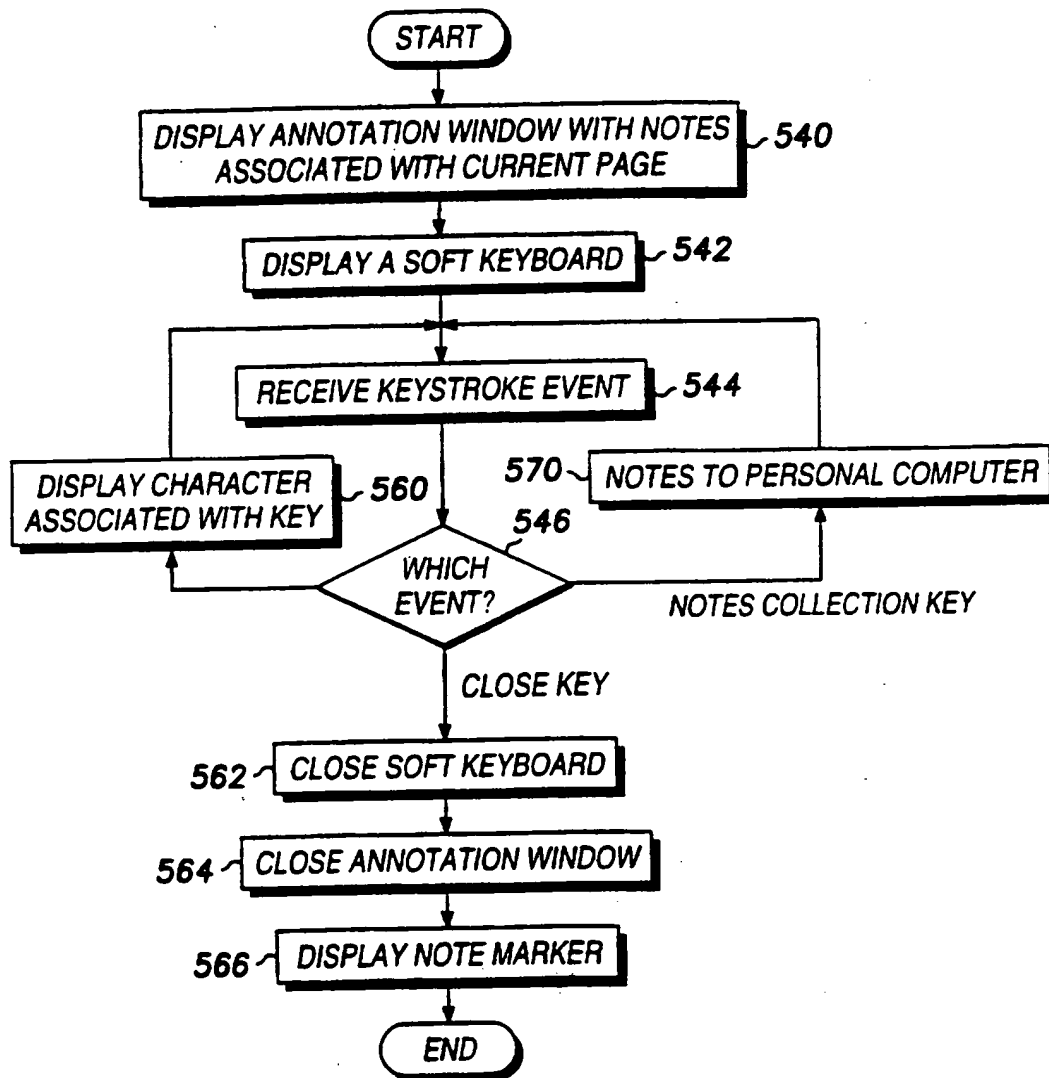 START
DISPLAY ANNOTATION WINDOW WITH NOTES
ASSOCIATED WITH CURRENT PAGE
540
DISPLAY A SOFT KEYBOARD
542
RECEIVE KEYSTROKE EVENT
544
DISPLAY CHARACTER
ASSOCIATED WITH KEY
560
570
NOTES TO PERSONAL COMPUTER
546
WHICH
EVENT?
NOTES COLLECTION KEY
CLOSE KEY
562
CLOSE SOFT KEYBOARD
564
CLOSE ANNOTATION WINDOW
566
DISPLAY NOTE MARKER
END